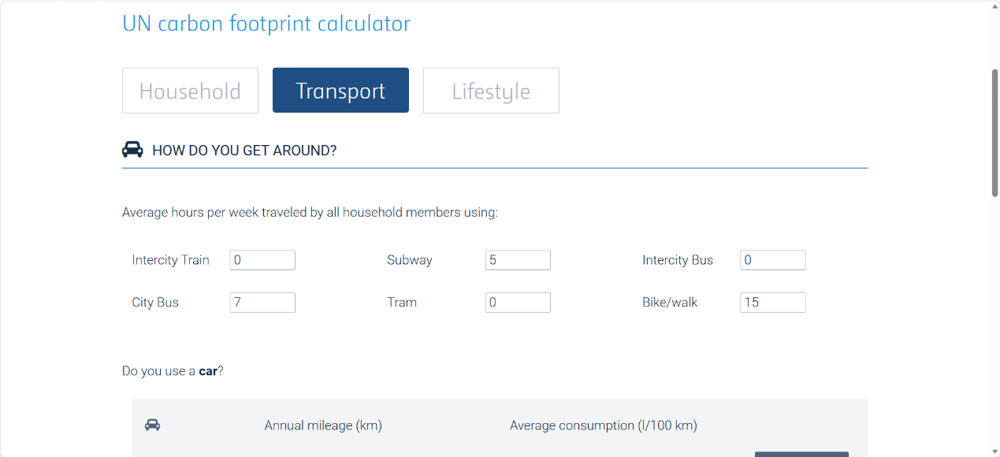 UN carbon footprint calculator
Household Transport Lifestyle
HOW DO YOU GET AROUND?
Average hours per week traveled by all household members using:
Intercity Train 0 Subway 5 Intercity Bus 0
City Bus 7 Tram 0 Bike/walk 15
Do you use a car?
Annual mileage (km) Average consumption (l/100 km)